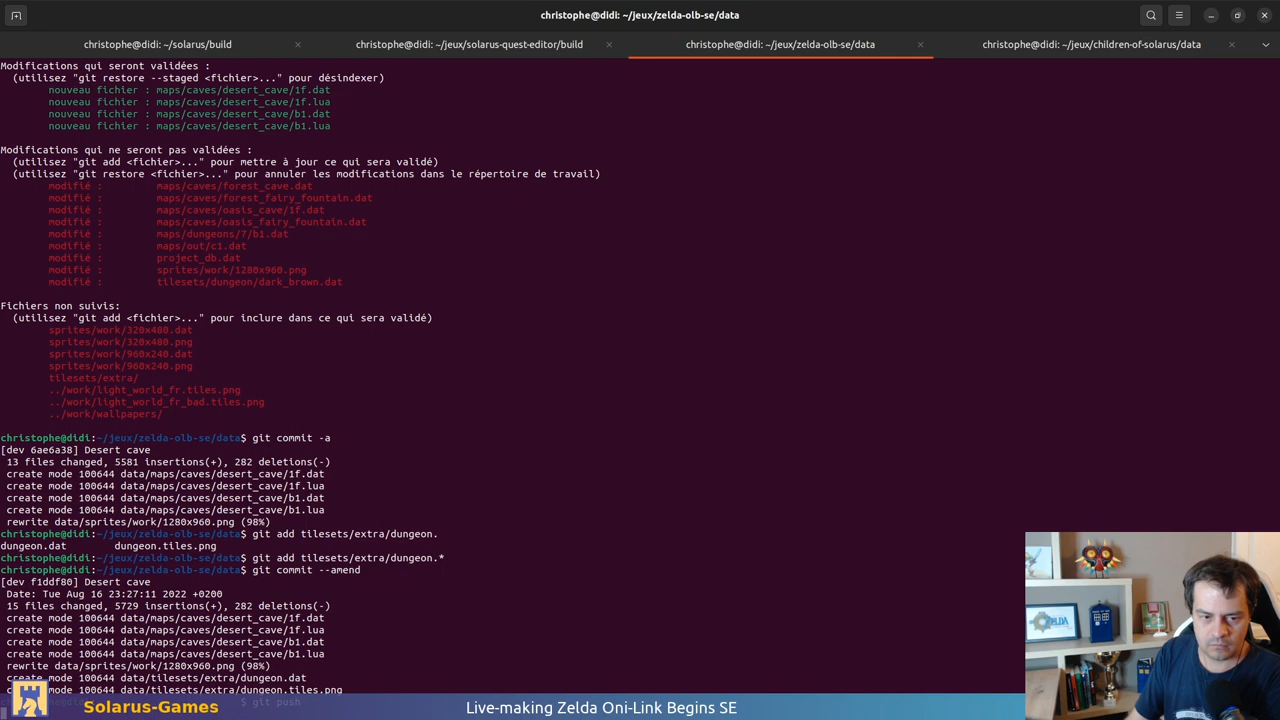 christophe@didi: ~/jeux/zelda-olb-se/data
christophe@didi: ~/solarus/build
christophe@didi: ~/jeux/solarus-quest-editor/build
christophe@didi: ~/jeux/zelda-olb-se/data
christophe@didi: ~/jeux/children-of-solarus/data
Modifications qui seront validées :
(utilisez "git restore --staged <fichier>..." pour désindexer)
nouveau fichier : maps/caves/desert_cave/1f.dat
nouveau fichier : maps/caves/desert_cave/1f.lua
nouveau fichier : maps/caves/desert_cave/b1.dat
nouveau fichier : maps/caves/desert_cave/b1.lua
Modifications qui ne seront pas validées :
(utilisez "git add <fichier>..." pour mettre à jour ce qui sera validé)
(utilisez "git restore <fichier>..." pour annuler les modifications dans le répertoire de travail)
modifié : maps/caves/forest_cave.dat
modifié : maps/caves/forest_fairy_fountain.dat
modifié : maps/caves/oasis_cave/1f.dat
modifié : maps/caves/oasis_fairy_fountain.dat
modifié : maps/dungeons/7/b1.dat
modifié : maps/out/c1.dat
modifié : project_db.dat
modifié : sprites/work/1280x960.png
modifié : tilesets/dungeon/dark_brown.dat
Fichiers non suivis:
(utilisez "git add <fichier>..." pour inclure dans ce qui sera validé)
sprites/work/320x480.dat
sprites/work/320x480.png
sprites/work/960x240.dat
sprites/work/960x240.png
tilesets/extra/
../work/light_world_fr.tiles.png
../work/light_world_fr_bad.tiles.png
../work/wallpapers/
christophe@didi:~/jeux/zelda-olb-se/data$ git commit -a
[dev 6ae6a38] Desert cave
13 files changed, 5581 insertions(+), 282 deletions(-)
create mode 100644 data/maps/caves/desert_cave/1f.dat
create mode 100644 data/maps/caves/desert_cave/1f.lua
create mode 100644 data/maps/caves/desert_cave/b1.dat
create mode 100644 data/maps/caves/desert_cave/b1.lua
rewrite data/sprites/work/1280x960.png (98%)
christophe@didi:~/jeux/zelda-olb-se/data$ git add tilesets/extra/dungeon.
dungeon.dat dungeon.tiles.png
christophe@didi:~/jeux/zelda-olb-se/data$ git add tilesets/extra/dungeon.*
christophe@didi:~/jeux/zelda-olb-se/data$ git commit --amend
[dev f1ddf80] Desert cave
Date: Tue Aug 16 23:27:11 2022 +0200
15 files changed, 5729 insertions(+), 282 deletions(-)
create mode 100644 data/maps/caves/desert_cave/1f.dat
create mode 100644 data/maps/caves/desert_cave/1f.lua
create mode 100644 data/maps/caves/desert_cave/b1.dat
create mode 100644 data/maps/caves/desert_cave/b1.lua
rewrite data/sprites/work/1280x960.png (98%)
create mode 100644 data/tilesets/extra/dungeon.dat
create mode 100644 data/tilesets/extra/dungeon.tiles.png
git push
Solarus-Games
Live-making Zelda Oni-Link Begins SE